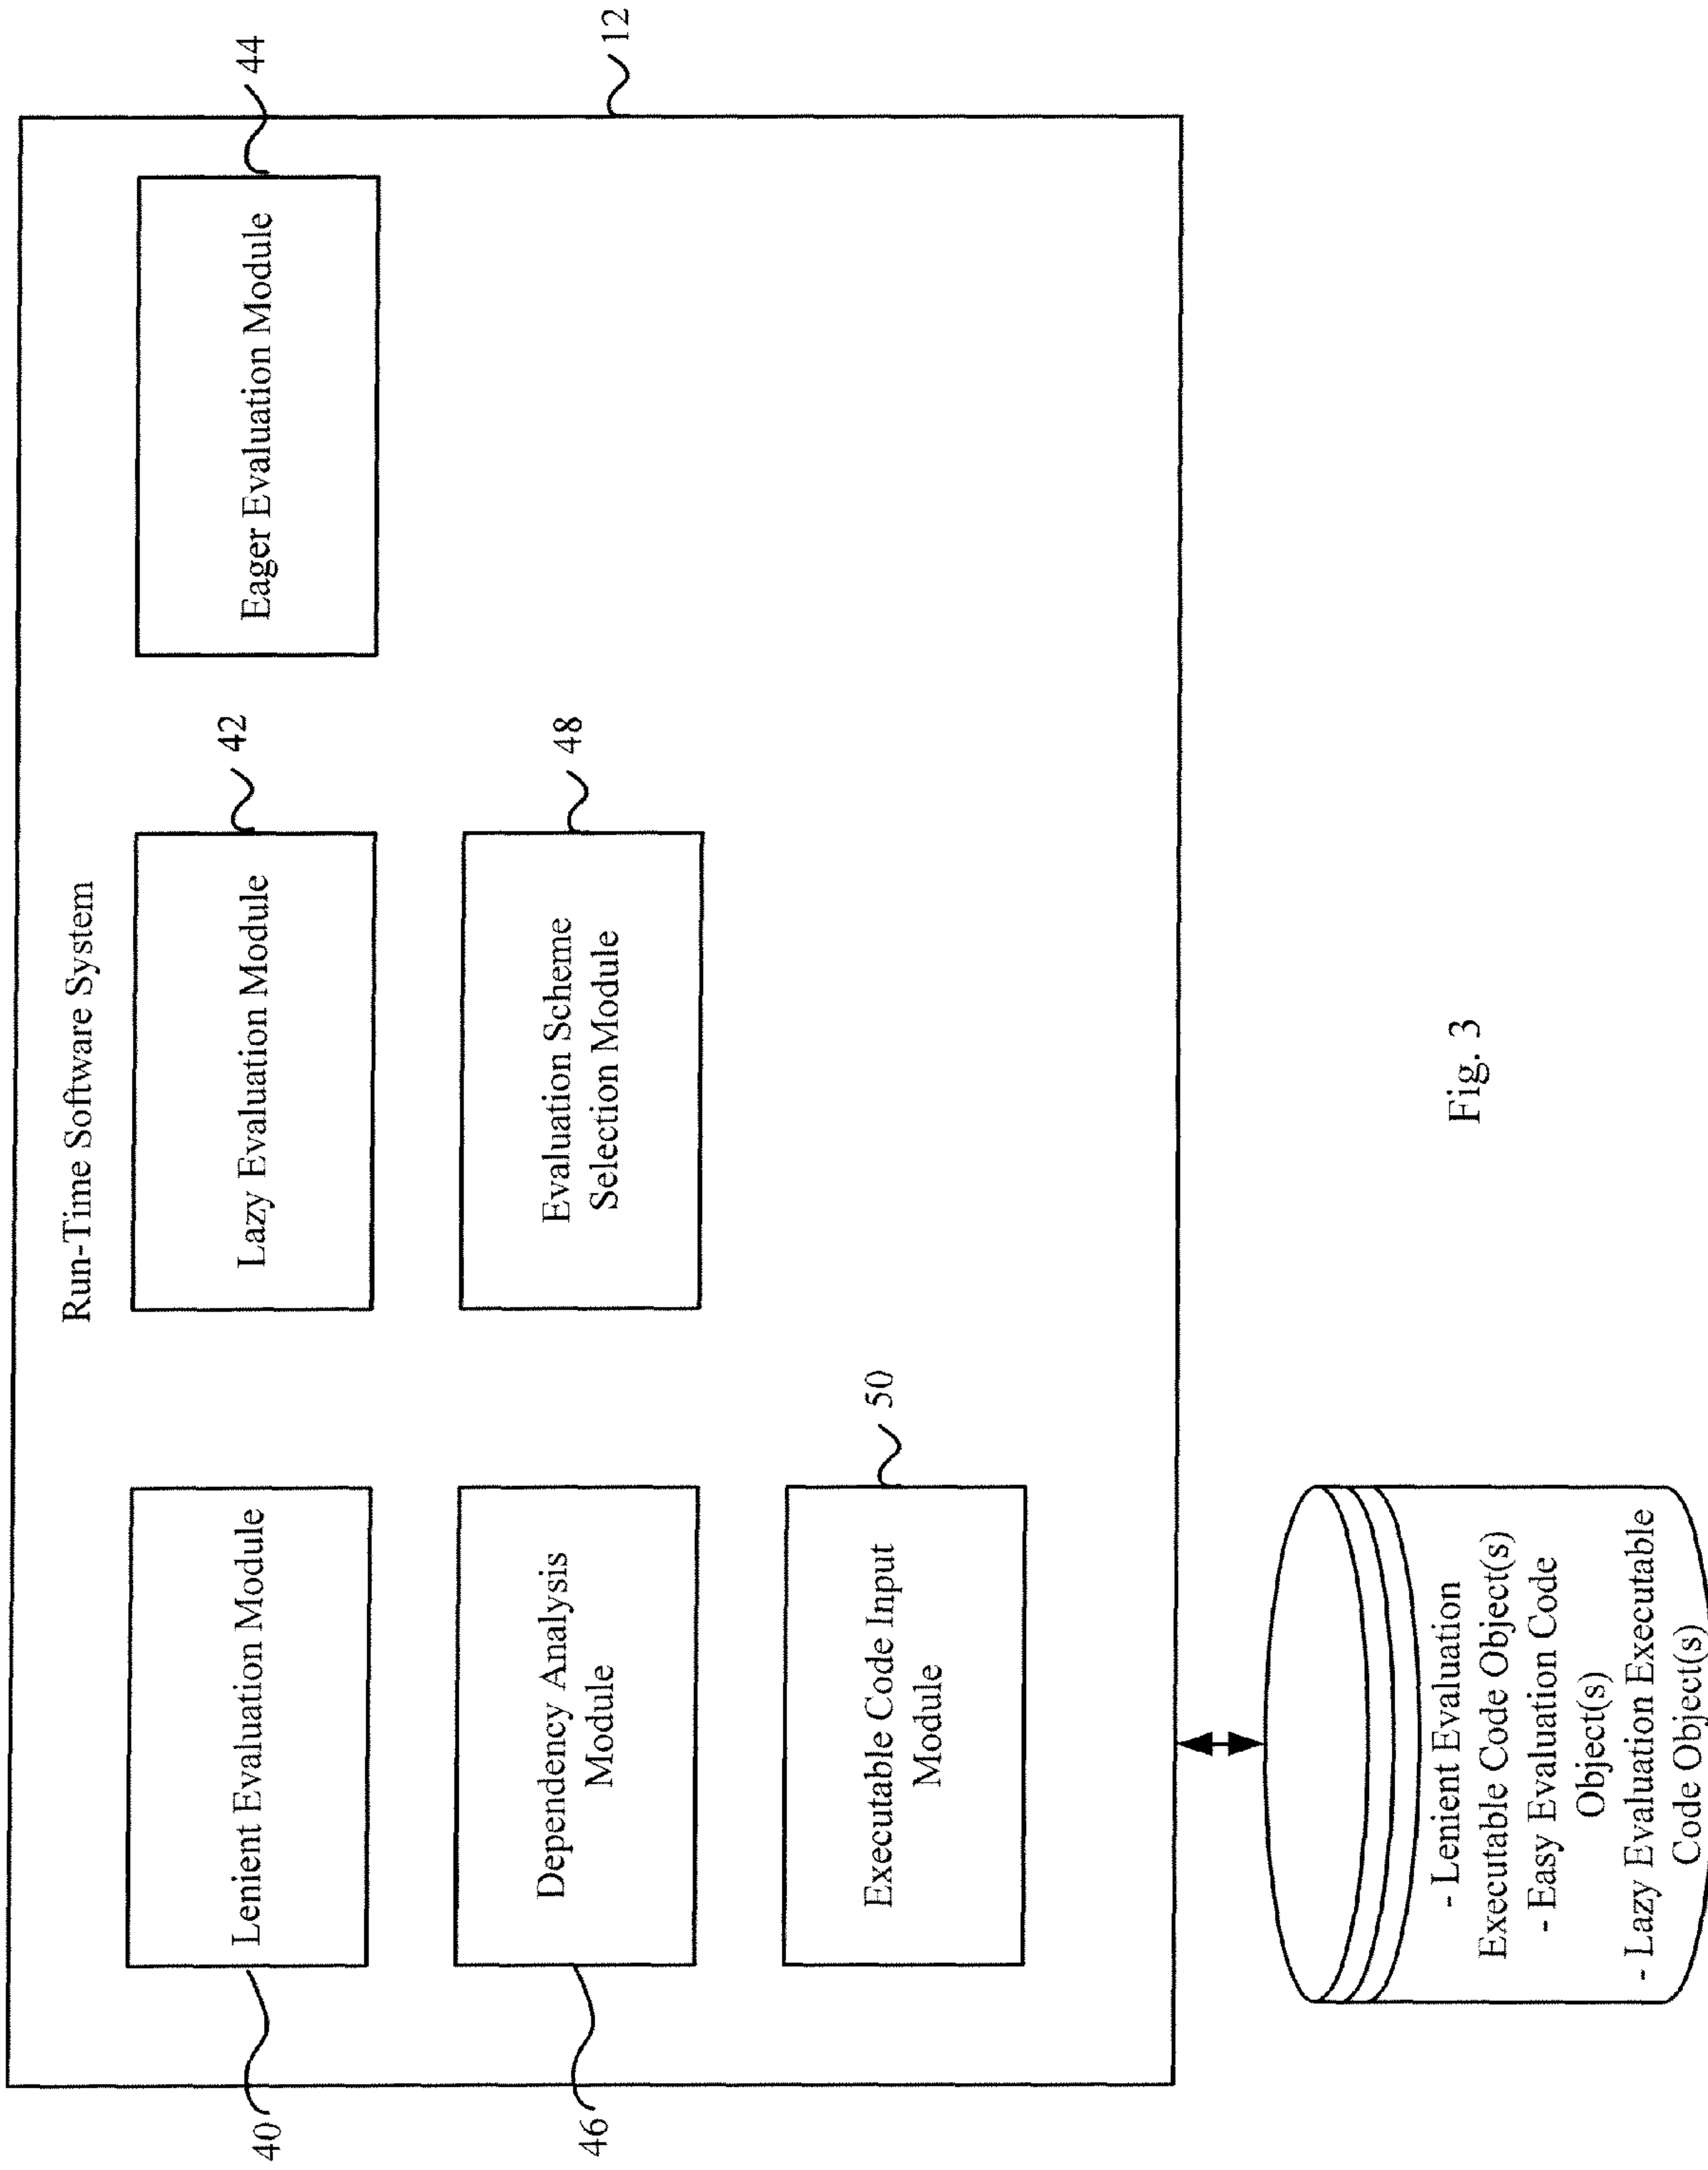 Run-Time Software System
40
Lenient Evaluation Module
Lazy Evaluation Module
42
Eager Evaluation Module
44
46
Dependency Analysis
Module
Evaluation Scheme
Selection Module
48
12
Executable Code Input
Module
50
- Lenient Evaluation
Executable Code Object(s)
- Easy Evaluation Code
Object(s)
- Lazy Evaluation Executable
Code Object(s)
Fig. 3